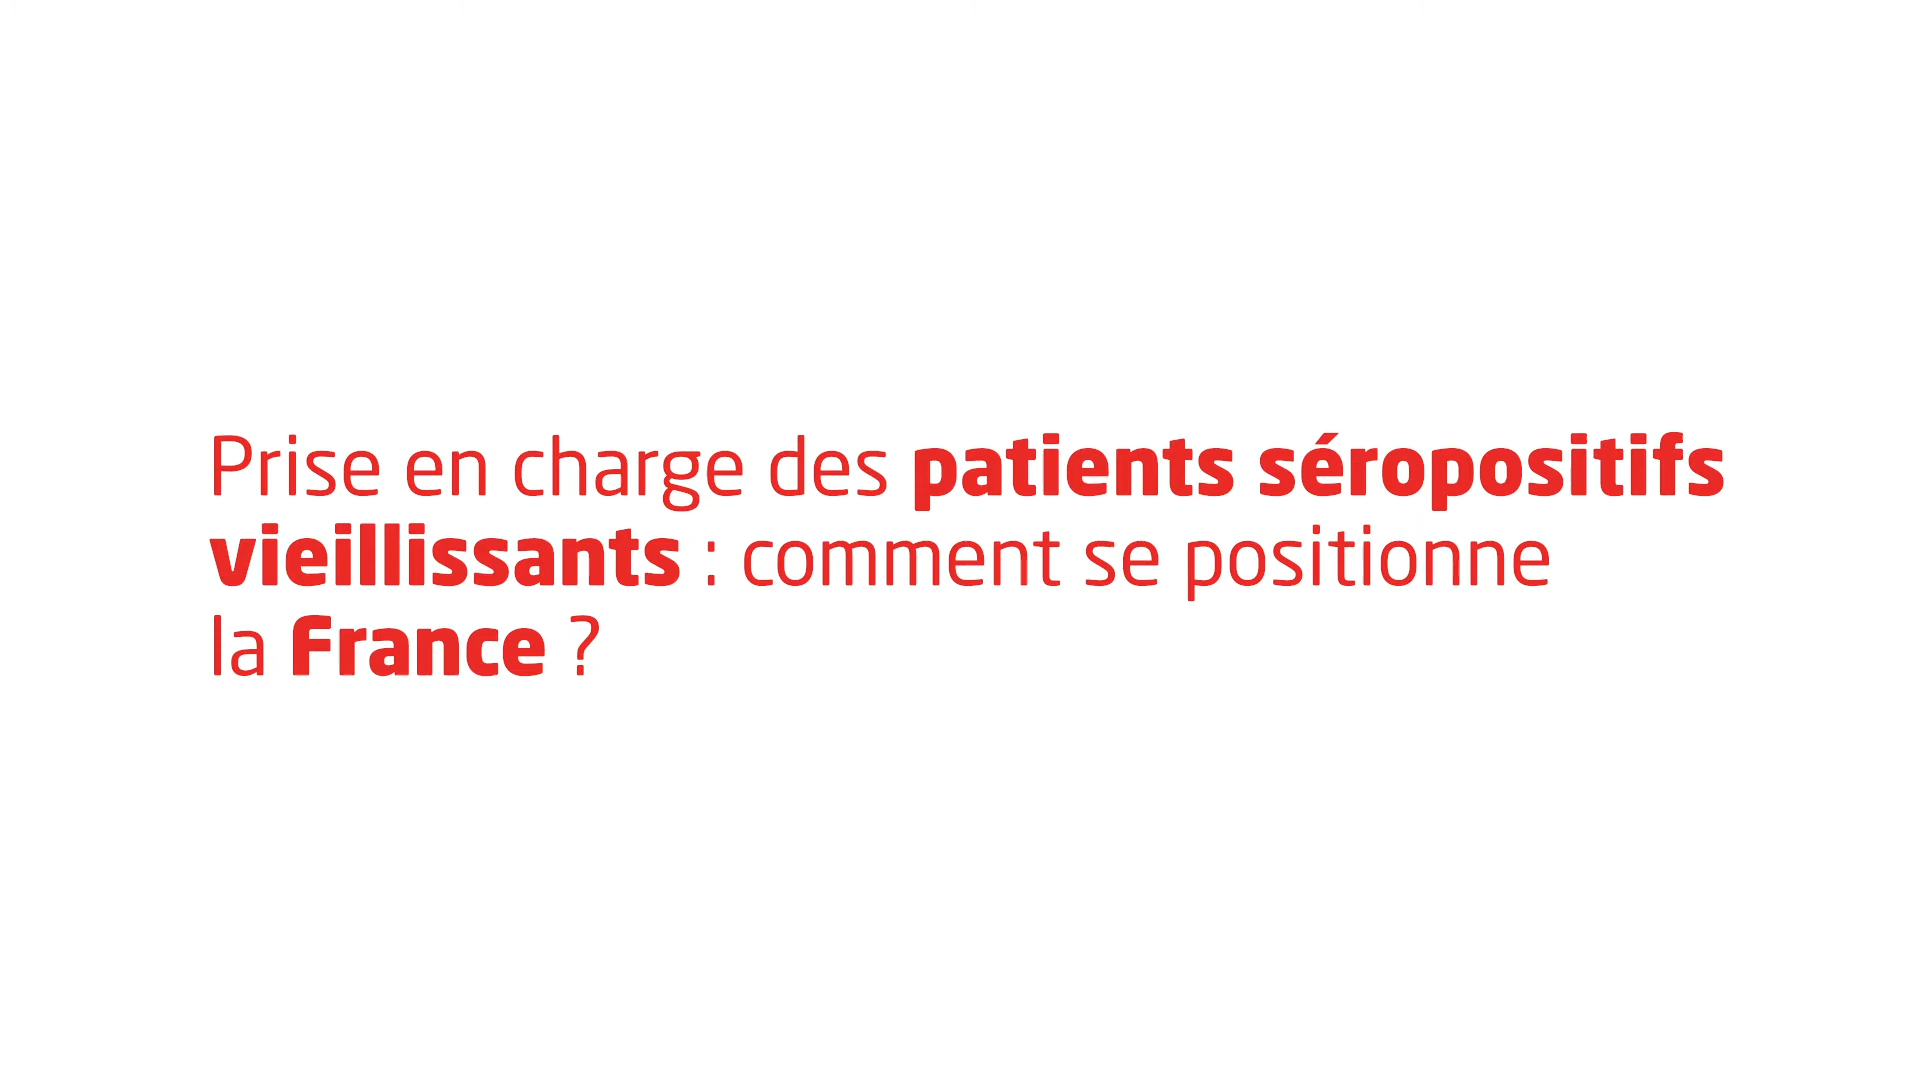 Prise en charge des patients séropositifs
vieillissants : comment se positionne
la France ?